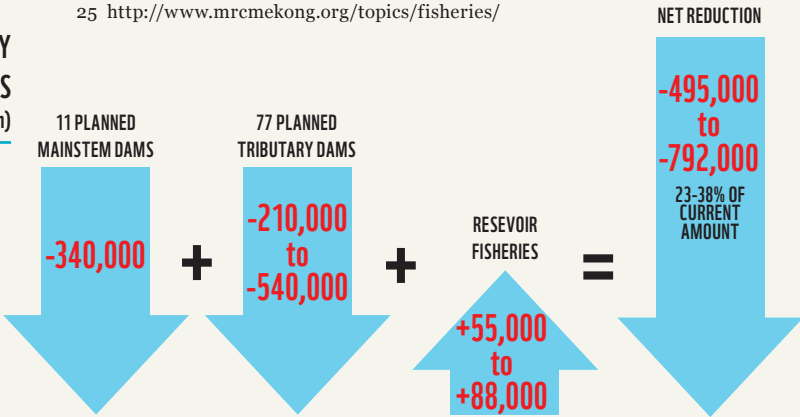 25 http://www.mrcmekong.org/topics/fisheries/
Y
S
n)
11 PLANNED
MAINSTEM DAMS
-340,000
+
77 PLANNED
TRIBUTARY DAMS
-210,000
to
-540,000
+
RESEVOIR
FISHERIES
+55,000
to
+88,000
=
NET REDUCTION
-495,000
to
-792,000
23-38% OF
CURRENT
AMOUNT